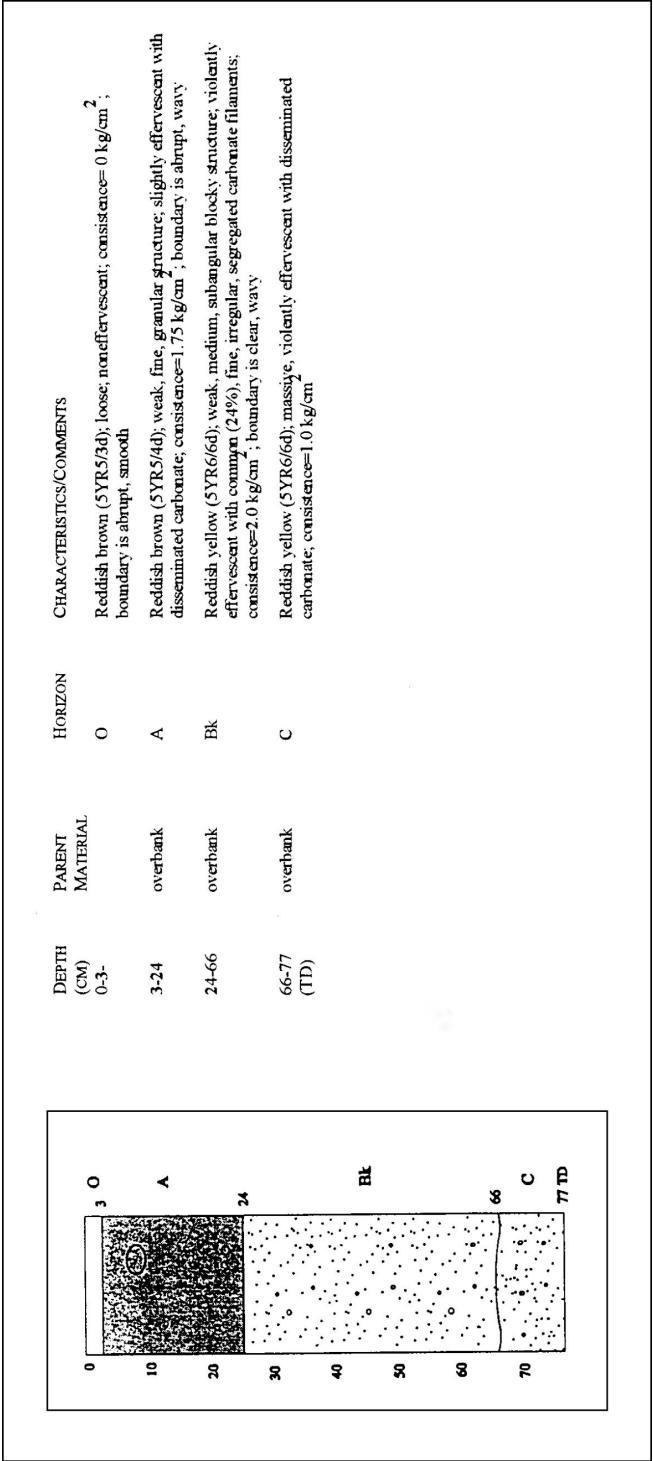 0
10
20
30
40
50
60
70
3
24
66
77 TD
O
A
Bk
C
DEPTH (CM) PARENT MATERIAL HORIZON CHARACTERISTICS/COMMENTS
0-3- O Reddish brown (5YR5/3d); loose; noneffervescent; consistence= 0 kg/cm²;
boundary is abrupt, smooth
3-24 overbank A Reddish brown (5YR5/4d); weak, fine, granular structure; slightly effervescent with
disseminated carbonate; consistence=1.75 kg/cm²; boundary is abrupt, wavy
24-66 overbank Bk Reddish yellow (5YR6/6d); weak, medium, subangular blocky structure; violently
effervescent with common (24%), fine, irregular, segregated carbonate filaments;
consistence=2.0 kg/cm²; boundary is clear, wavy
66-77 overbank C Reddish yellow (5YR6/6d); massive, violently effervescent with disseminated
(TD) carbonate; consistence=1.0 kg/cm²